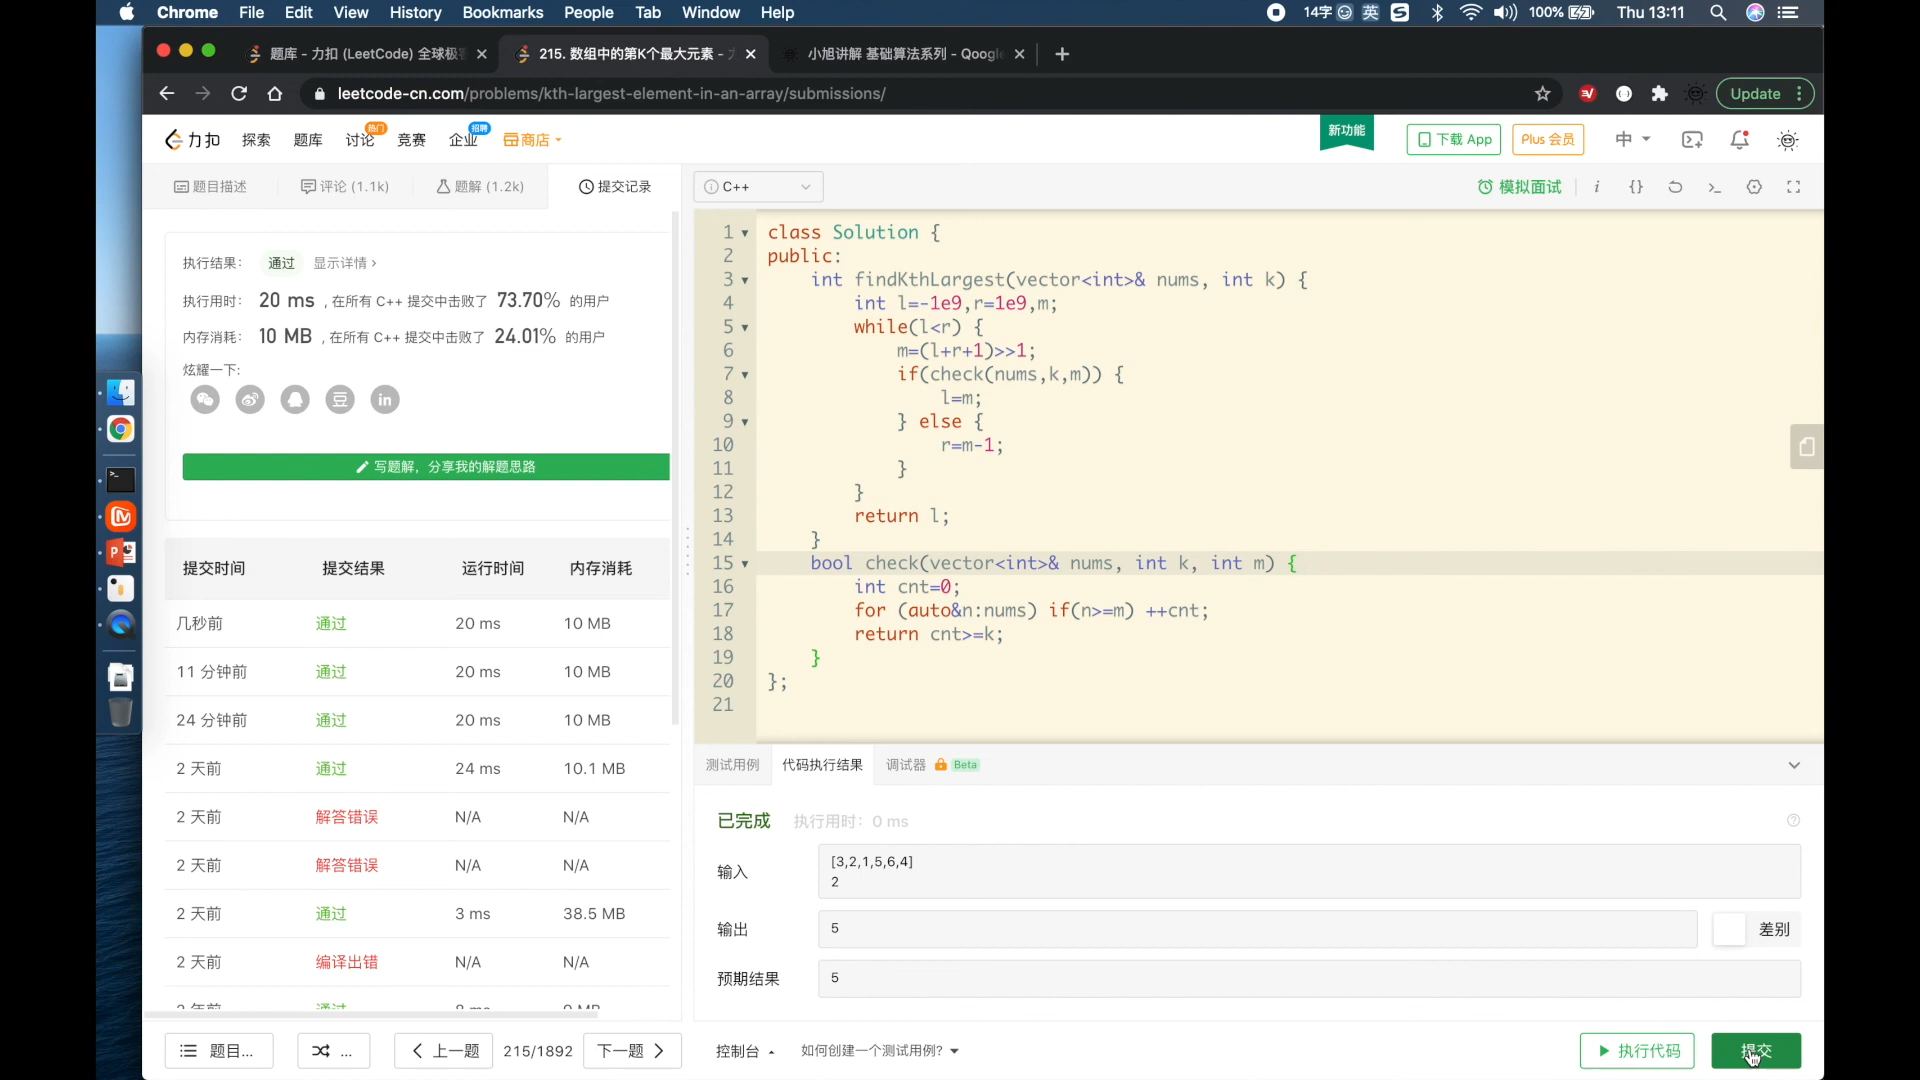 Chrome File Edit View History Bookmarks People Tab Window Help 14字 英 100% Thu 13:11
题库 - 力扣 (LeetCode) 全球极客
215. 数组中的第K个最大元素 -
小旭讲解 基础算法系列 - Qoogle
leetcode-cn.com/problems/kth-largest-element-in-an-array/submissions/
Update
力扣 探索 题库 讨论 热门 竞赛 企业 招聘 商店 新功能 下载 App Plus 会员 中
题目描述 评论 (1.1k) 题解 (1.2k) 提交记录
C++ 模拟面试
执行结果: 通过 显示详情 >
执行用时: 20 ms , 在所有 C++ 提交中击败了 73.70% 的用户
内存消耗: 10 MB , 在所有 C++ 提交中击败了 24.01% 的用户
炫耀一下:
豆 in
写题解，分享我的解题思路
提交时间 提交结果 运行时间 内存消耗
几秒前 通过 20 ms 10 MB
11 分钟前 通过 20 ms 10 MB
24 分钟前 通过 20 ms 10 MB
2 天前 通过 24 ms 10.1 MB
2 天前 解答错误 N/A N/A
2 天前 解答错误 N/A N/A
2 天前 通过 3 ms 38.5 MB
2 天前 编译出错 N/A N/A
1 class Solution {
2 public:
3 int findKthLargest(vector<int>& nums, int k) {
4 int l=-1e9,r=1e9,m;
5 while(l<r) {
6 m=(l+r+1)>>1;
7 if(check(nums,k,m)) {
8 l=m;
9 } else {
10 r=m-1;
11 }
12 }
13 return l;
14 }
15 bool check(vector<int>& nums, int k, int m) {
16 int cnt=0;
17 for (auto&n:nums) if(n>=m) ++cnt;
18 return cnt>=k;
19 }
20 };
21
测试用例 代码执行结果 调试器 Beta
已完成 执行用时: 0 ms
输入 [3,2,1,5,6,4]
2
输出 5 差别
预期结果 5
题目... ... 上一题 215/1892 下一题 控制台 如何创建一个测试用例? 执行代码 提交